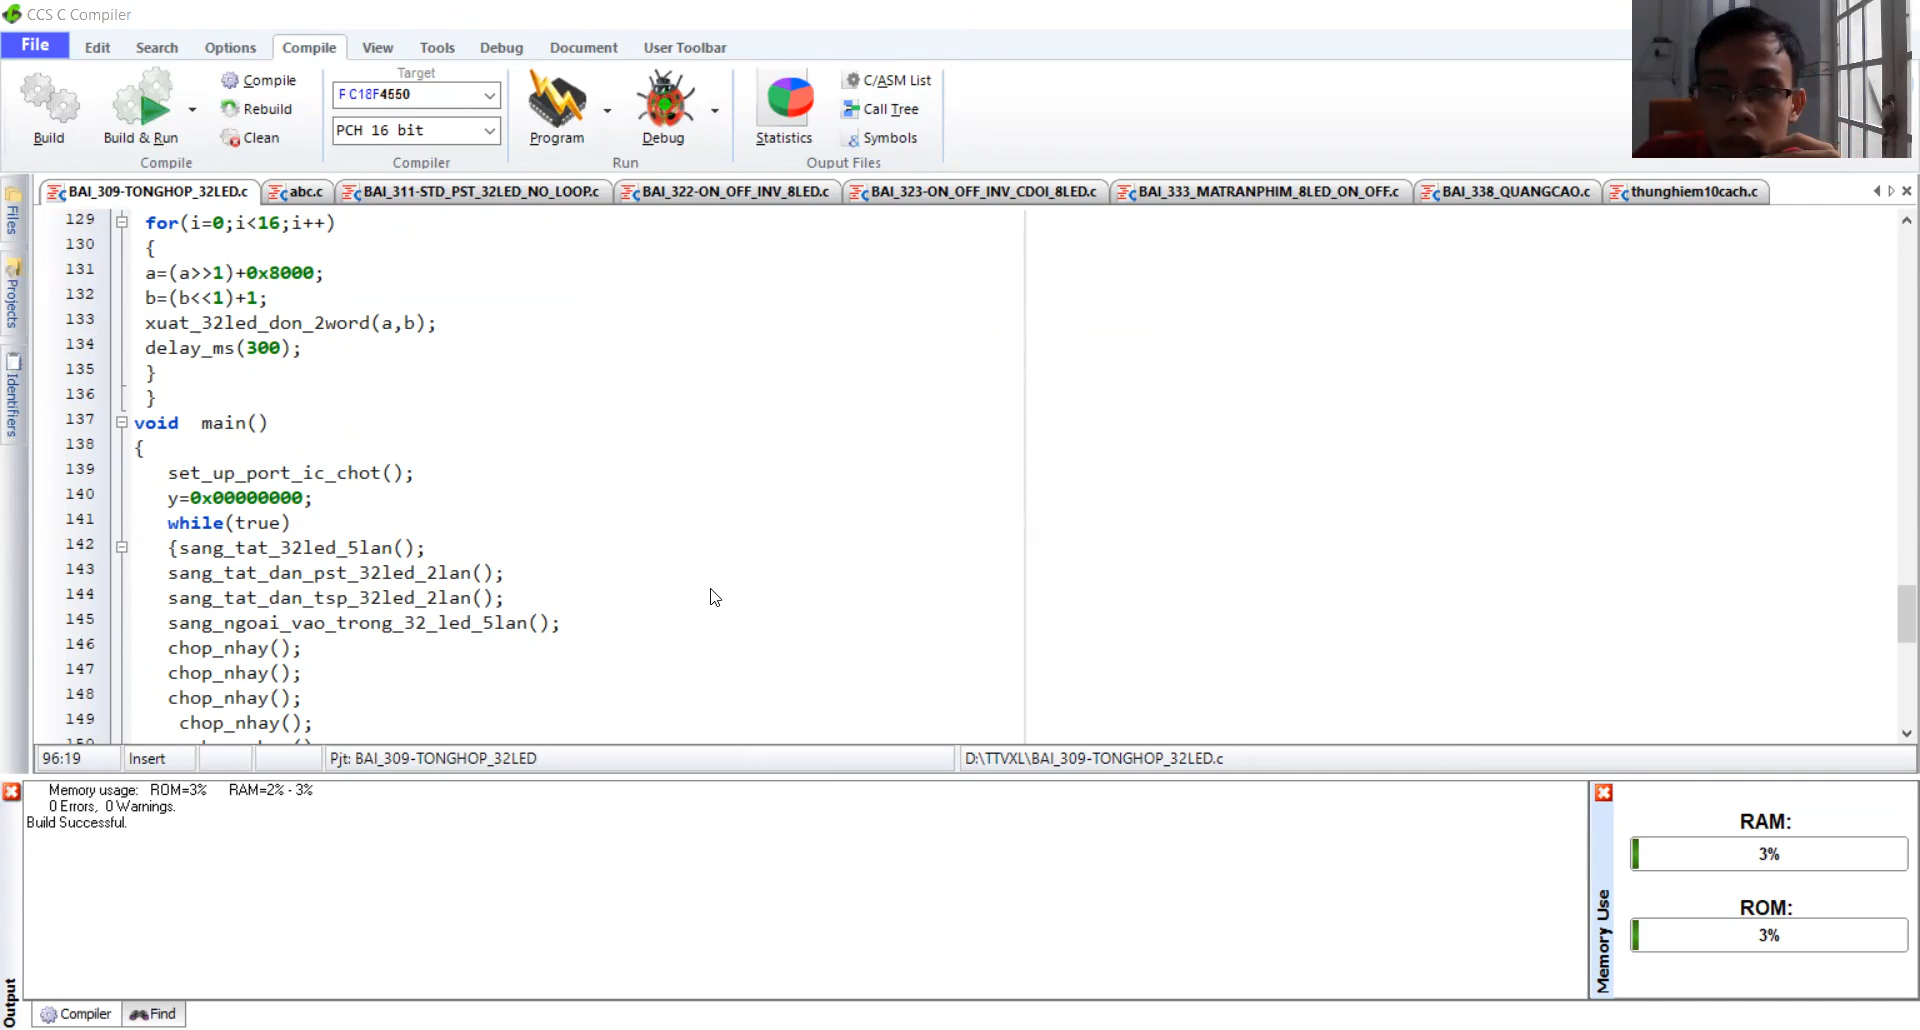 CCS C Compiler
File Edit Search Options Compile View Tools Debug Document User Toolbar
Build
Build & Run
Compile
Rebuild
Clean
Compile
Target
PCH 16 bit
Compiler
Program
Debug
Run
Statistics
C/ASM List
Call Tree
Symbols
Ouput Files
BAI_309-TONGHOP_32LED.c abc.c BAI_311-STD_PST_32LED_NO_LOOP.c BAI_322-ON_OFF_INV_8LED.c BAI_323-ON_OFF_INV_CDOI_8LED.c BAI_333_MATRANPHIM_8LED_ON_OFF.c BAI_338_QUANGCAO.c thunghiem10cach.c
Files
Projects
Identifiers
129 for(i=0;i<16;i++)
130 {
131 a=(a>>1)+0x8000;
132 b=(b<<1)+1;
133 xuat_32led_don_2word(a,b);
134 delay_ms(300);
135 }
136 }
137 void  main()
138 {
139 set_up_port_ic_chot();
140 y=0x00000000;
141 while(true)
142 {sang_tat_32led_5lan();
143 sang_tat_dan_pst_32led_2lan();
144 sang_tat_dan_tsp_32led_2lan();
145 sang_ngoai_vao_trong_32_led_5lan();
146 chop_nhay();
147 chop_nhay();
148 chop_nhay();
149 chop_nhay();
96:19 Insert Pjt: BAI_309-TONGHOP_32LED D:\TTVXL\BAI_309-TONGHOP_32LED.c
Memory usage: ROM=3% RAM=2% - 3%
0 Errors, 0 Warnings.
Build Successful.
Output
Compiler Find
Memory Use
RAM:
3%
ROM:
3%